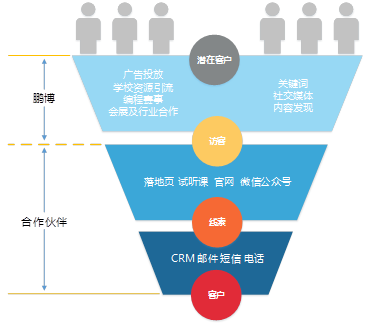 潜在客户
广告投放
学校资源引流
编程赛事
会展及行业合作
关键词
社交媒体
内容发现
鹏博
访客
落地页 试听课 官网 微信公众号
合作伙伴
线索
CRM 邮件 短信 电话
客户